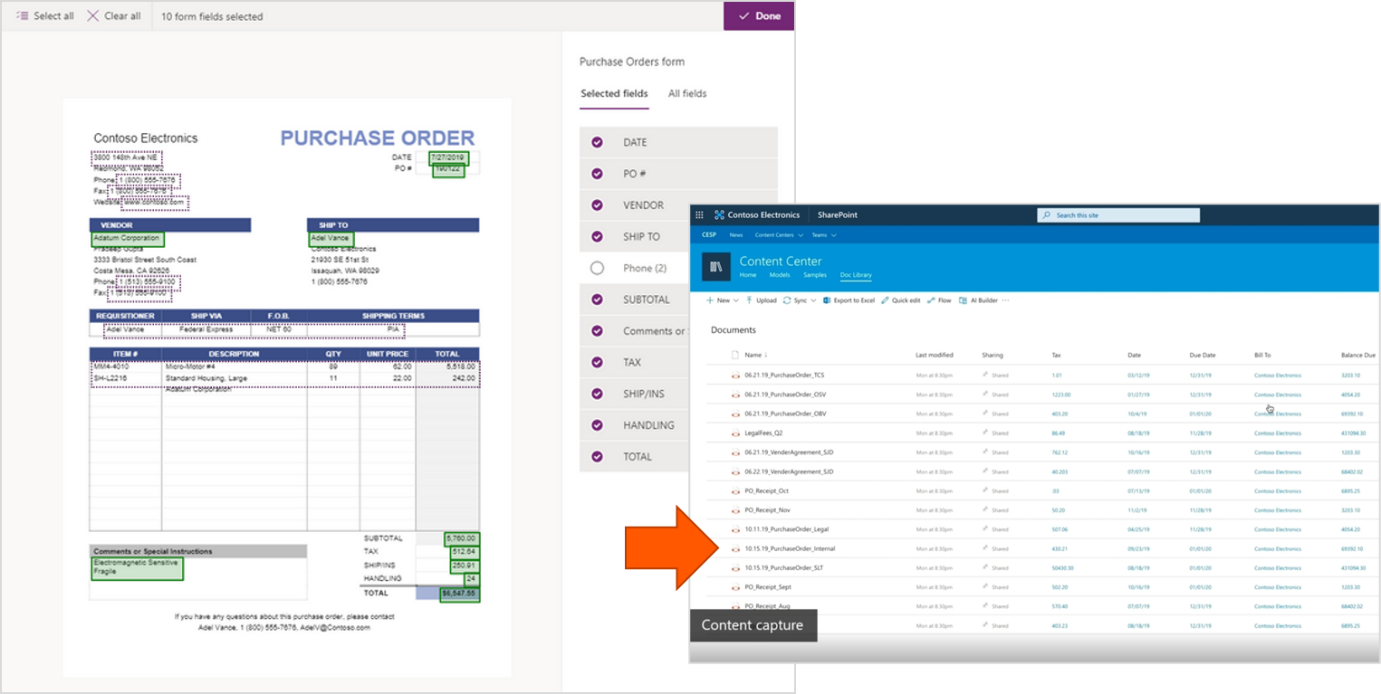 Select all Clear all 10 form fields selected Done
Contoso Electronics PURCHASE ORDER
3800 148th Ave NE DATE 7/27/2019
Redmond, WA 98052 PO # 190122
Phone: 1 (800) 555-7676
Fax: 1 (800) 555-7676
Website: www.contoso.com
VENDOR SHIP TO
Adatum Corporation Adel Vance
Pradeep Gupta Contoso Electronics
3333 Bristol Street South Coast 21930 SE 51st St
Costa Mesa, CA 92626 Issaquah, WA 98029
Phone: 1 (513) 555-9100 1 (800) 555-7676
Fax: 1 (513) 555-9100
REQUISITIONER SHIP VIA F.O.B. SHIPPING TERMS
Adel Vance Federal Express NET 60 PIA
ITEM # DESCRIPTION QTY UNIT PRICE TOTAL
MM4-4010 Micro-Motor #4 89 62.00 5,518.00
SH-L2216 Standard Housing, Large 11 22.00 242.00
Adatum Corporation
SUBTOTAL 5,760.00
Comments or Special Instructions TAX 512.64
Electromagnetic Sensitive SHIP/INS 250.91
Fragile HANDLING 24
TOTAL $6,547.55
If you have any questions about this purchase order, please contact
Adel Vance, 1 (800) 555-7676, AdelV@Contoso.com
Purchase Orders form
Selected fields All fields
DATE
PO #
VENDOR
SHIP TO
Phone (2)
SUBTOTAL
Comments or
TAX
SHIP/INS
HANDLING
TOTAL
Contoso Electronics SharePoint Search this site
CESP News Content Centers Teams
Content Center
Home Models Samples Doc Library
New Upload Sync Export to Excel Quick edit Flow AI Builder ···
Documents
Name Last modified Sharing Tax Date Due Date Bill To Balance Due
06.21.19_PurchaseOrder_TCS Mon at 8:30pm Shared 1.01 03/12/19 12/31/19 Contoso Electronics 3203.10
06.21.19_PurchaseOrder_OSV Mon at 8:30pm Shared 1223.00 01/27/19 12/31/19 Contoso Electronics 4054.20
06.21.19_PurchaseOrder_OBV Mon at 8:30pm Shared 403.20 10/4/19 01/01/20 Contoso Electronics 69392.10
LegalFees_Q2 Mon at 8:30pm Shared 86.49 08/18/19 11/28/19 Contoso Electronics 431094.30
06.21.19_VenderAgreement_SJD Mon at 8:30pm Shared 762.12 10/16/19 12/31/19 Contoso Electronics 1203.30
06.22.19_VenderAgreement_SJD Mon at 8:30pm Shared 40.203 07/07/19 12/31/19 Contoso Electronics 68402.02
PO_Receipt_Oct Mon at 8:30pm Shared .03 07/13/19 01/01/20 Contoso Electronics 6895.25
PO_Receipt_Nov Mon at 8:30pm Shared 50.20 11/2/19 11/28/19 Contoso Electronics 3203.10
10.11.19_PurchaseOrder_Legal Mon at 8:30pm Shared 507.06 04/25/19 11/28/19 Contoso Electronics 4054.20
10.15.19_PurchaseOrder_Internal Mon at 8:30pm Shared 430.21 09/23/19 01/01/20 Contoso Electronics 69392.10
10.15.19_PurchaseOrder_SLT Mon at 8:30pm Shared 50430.30 08/18/19 01/01/20 Contoso Electronics 431094.30
PO_Receipt_Sept Mon at 8:30pm Shared 502.20 10/16/19 01/01/20 Contoso Electronics 1203.30
PO_Receipt_Aug Mon at 8:30pm Shared 570.40 07/07/19 12/31/19 Contoso Electronics 68402.02
Mon at 8:30pm Shared 403.23 08/18/19 12/31/19 Contoso Electronics 6895.25
Content capture